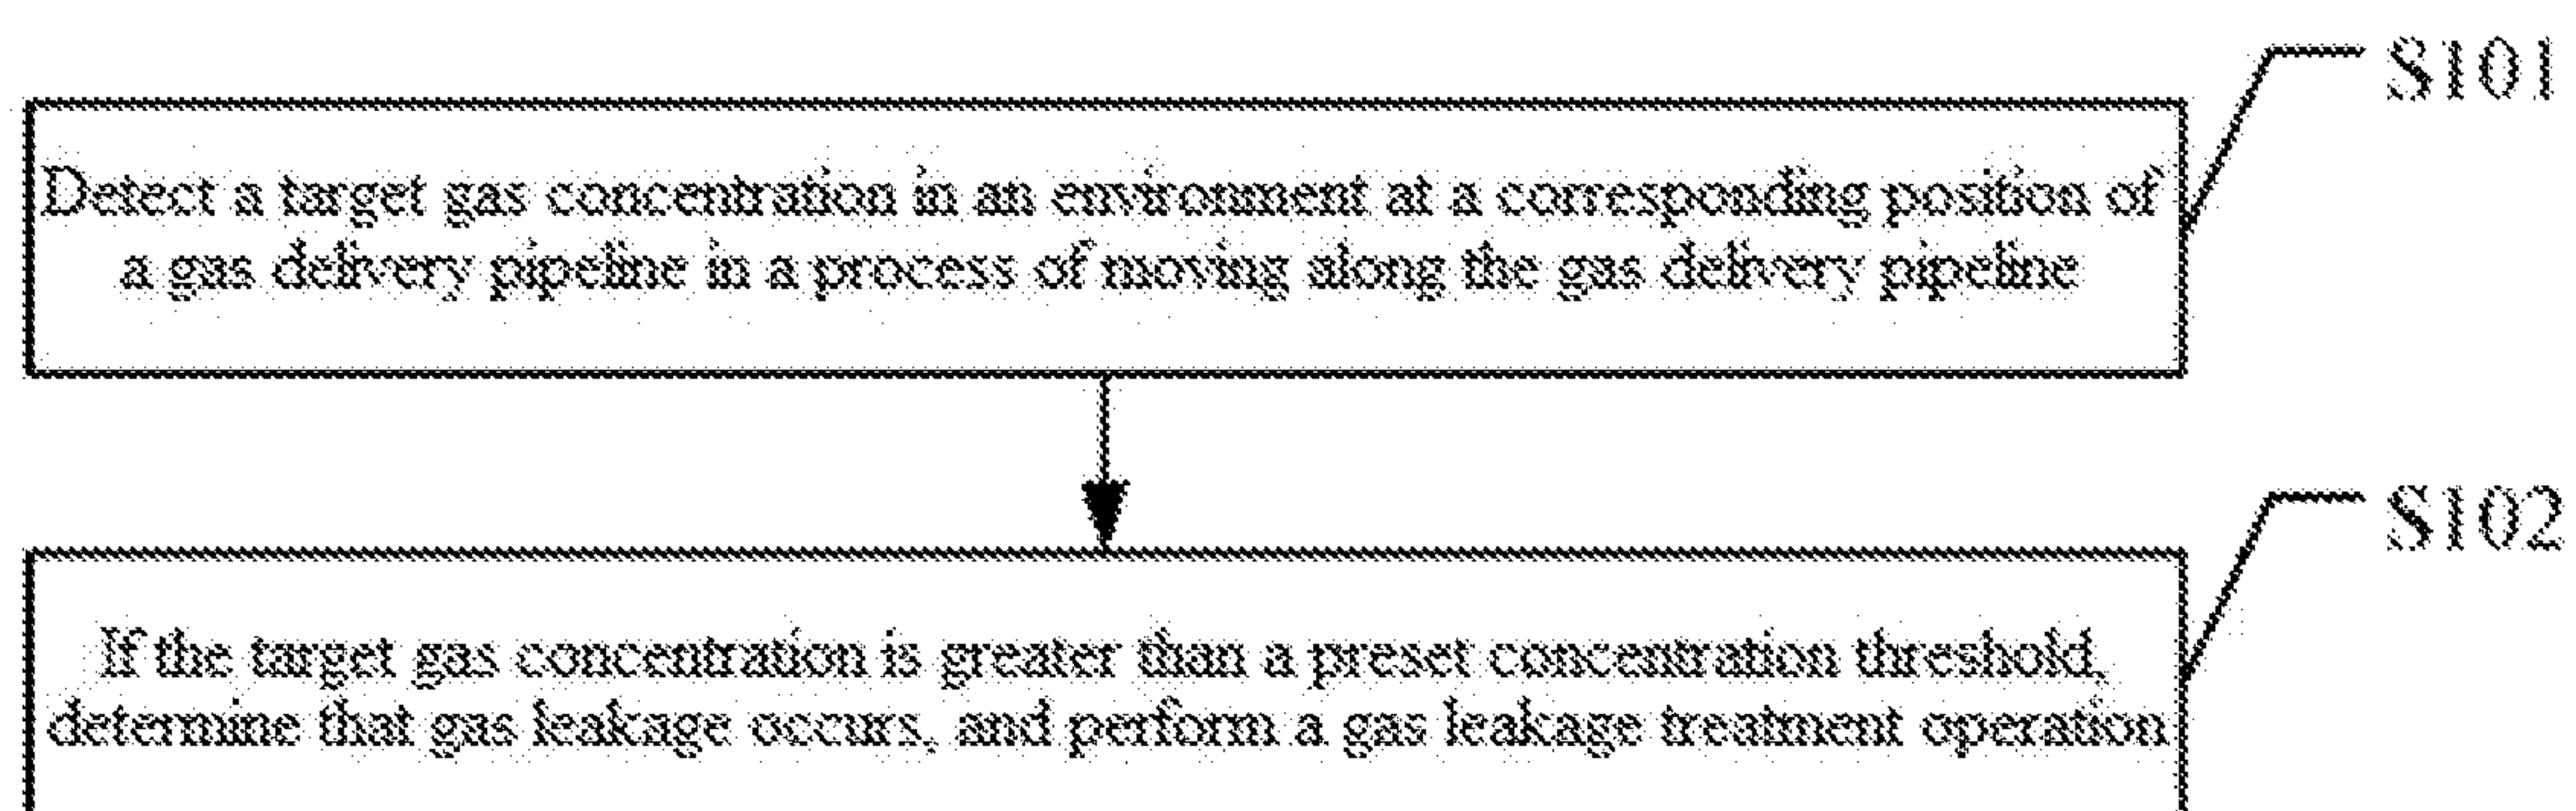 S101
Detect a target gas concentration in an environment at a corresponding position of
a gas delivery pipeline in a process of moving along the gas delivery pipeline
S102
If the target gas concentration is greater than a preset concentration threshold,
determine that gas leakage occurs, and perform a gas leakage treatment operation